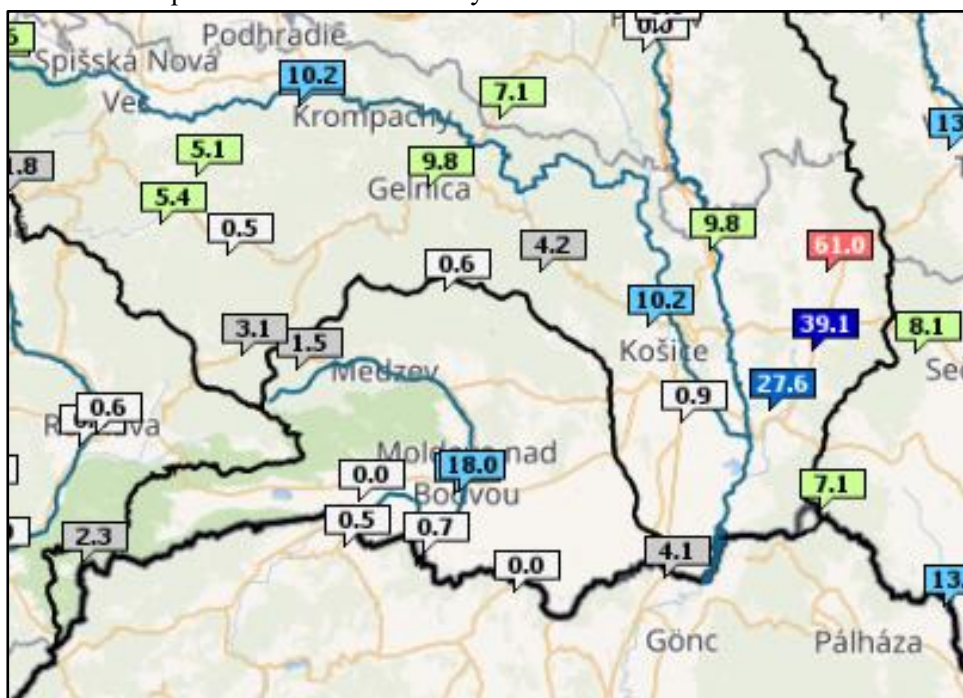 Podhradie
Spišská Nová
Ves
10.2
7.1
Krompachy
5.1
9.8
Gelnica
5.4
0.5
9.8
61.0
4.2
0.6
10.2
39.1
8.1
3.1
1.5
Košice
Medzev
27.6
0.6
0.9
18.0
0.0
Bodvou
7.1
0.5
0.7
2.3
4.1
0.0
Gönc
Pálháza